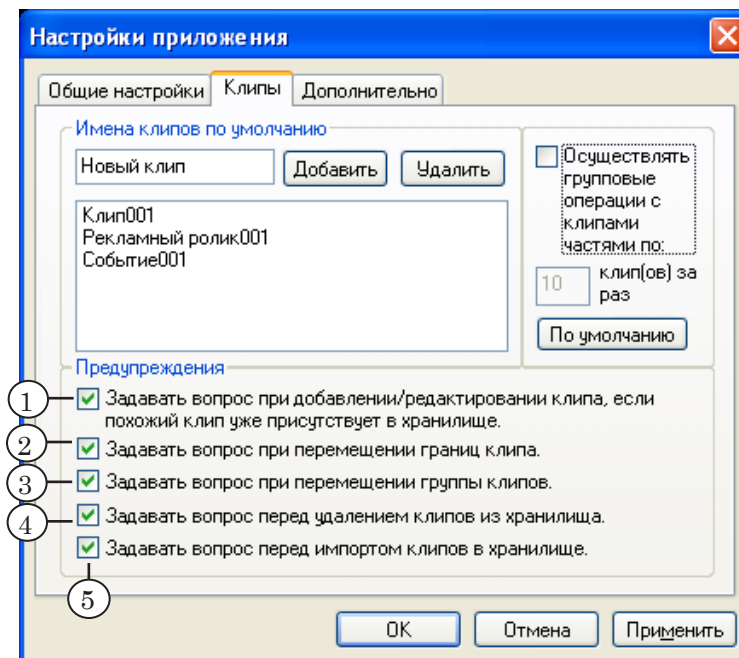 Настройки приложения
Общие настройки Клипы Дополнительно
Имена клипов по умолчанию
Новый клип Добавить Удалить
Клип001
Рекламный ролик001
Событие001
Осуществлять
групповые
операции с
клипами
частями по:
10 клип(ов) за
раз
По умолчанию
Предупреждения
1 Задавать вопрос при добавлении/редактировании клипа, если
похожий клип уже присутствует в хранилище.
2 Задавать вопрос при перемещении границ клипа.
3 Задавать вопрос при перемещении группы клипов.
4 Задавать вопрос перед удалением клипов из хранилища.
Задавать вопрос перед импортом клипов в хранилище.
5
OK Отмена Применить